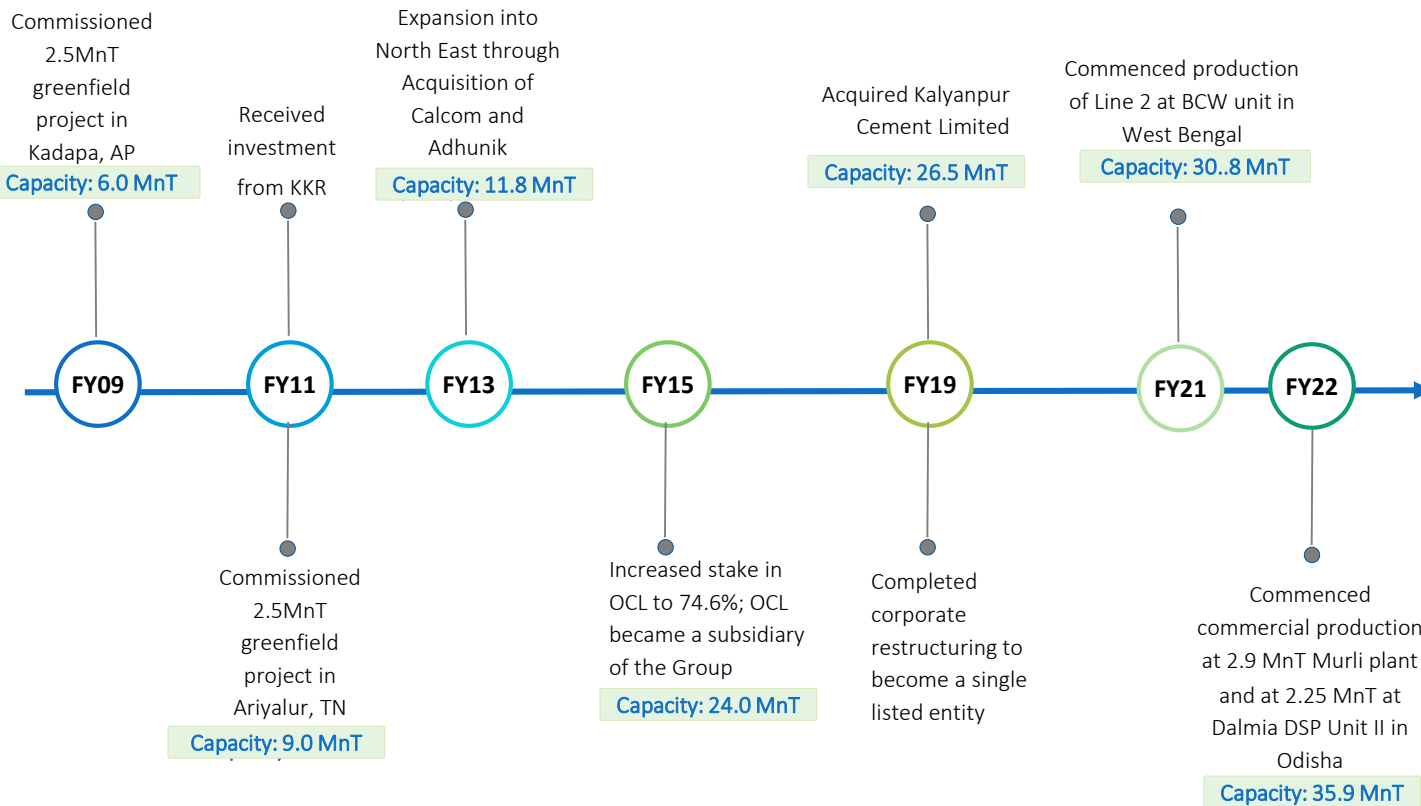 Commissioned
2.5MnT
greenfield
project in
Kadapa, AP
Capacity: 6.0 MnT
Received
investment
from KKR
Expansion into
North East through
Acquisition of
Calcom and
Adhunik
Capacity: 11.8 MnT
Acquired Kalyanpur
Cement Limited
Capacity: 26.5 MnT
Commenced production
of Line 2 at BCW unit in
West Bengal
Capacity: 30..8 MnT
FY09
FY11
FY13
FY15
FY19
FY21
FY22
Commissioned
2.5MnT
greenfield
project in
Ariyalur, TN
Capacity: 9.0 MnT
Increased stake in
OCL to 74.6%; OCL
became a subsidiary
of the Group
Capacity: 24.0 MnT
Completed
corporate
restructuring to
become a single
listed entity
Commenced
commercial production
at 2.9 MnT Murli plant
and at 2.25 MnT at
Dalmia DSP Unit II in
Odisha
Capacity: 35.9 MnT